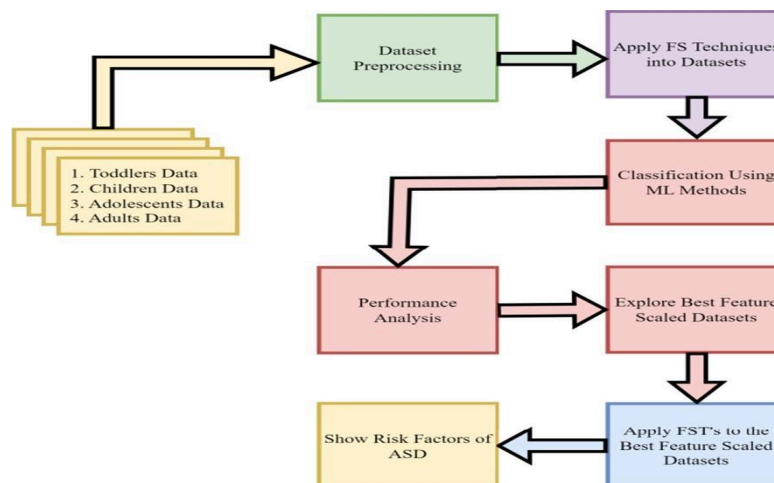 Dataset
Preprocessing
Apply FS Techniques
into Datasets
1. Toddlers Data
2. Children Data
3. Adolescents Data
4. Adults Data
Classification Using
ML Methods
Performance
Analysis
Explore Best Feature
Scaled Datasets
Show Risk Factors of
ASD
Apply FST's to the
Best Feature Scaled
Datasets